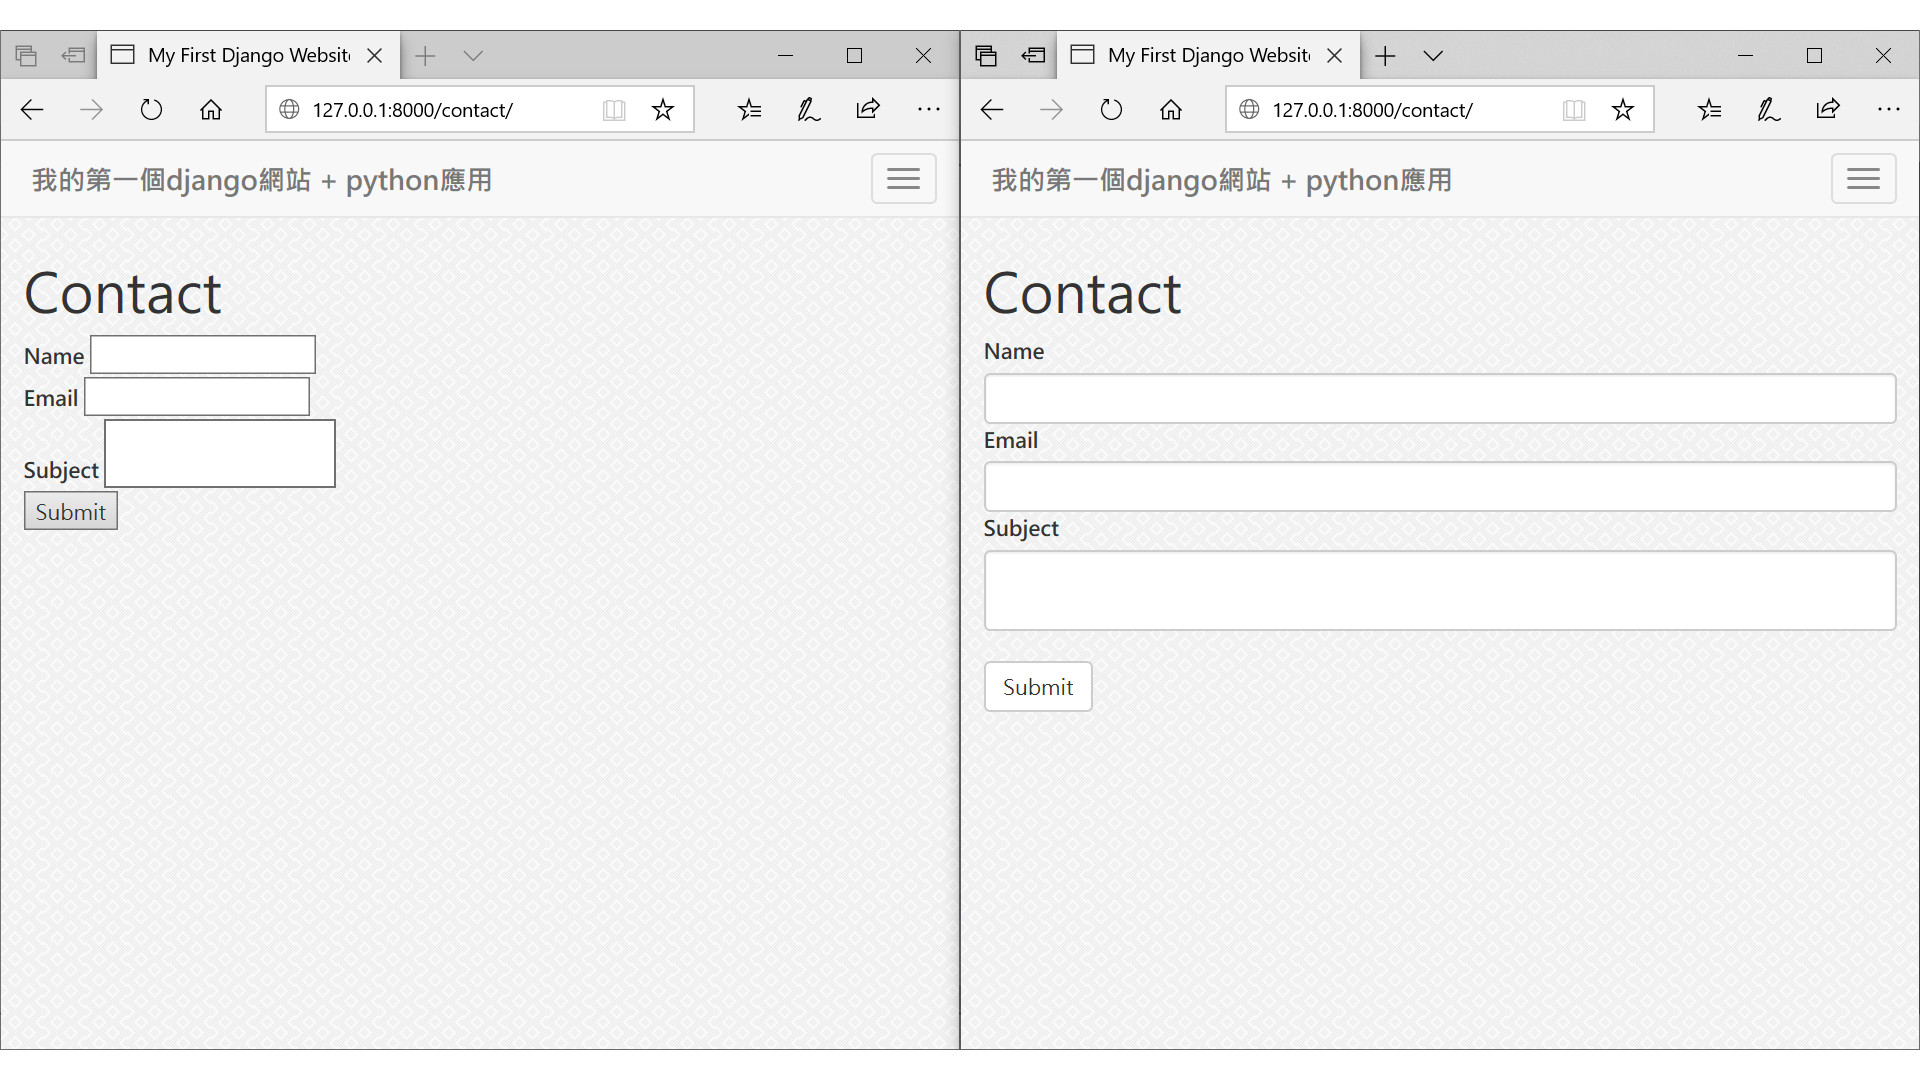 My First Django Websit
127.0.0.1:8000/contact/
我的第一個django網站 + python應用
Contact
Name
Email
Subject
Submit
My First Django Websit
127.0.0.1:8000/contact/
我的第一個django網站 + python應用
Contact
Name
Email
Subject
Submit